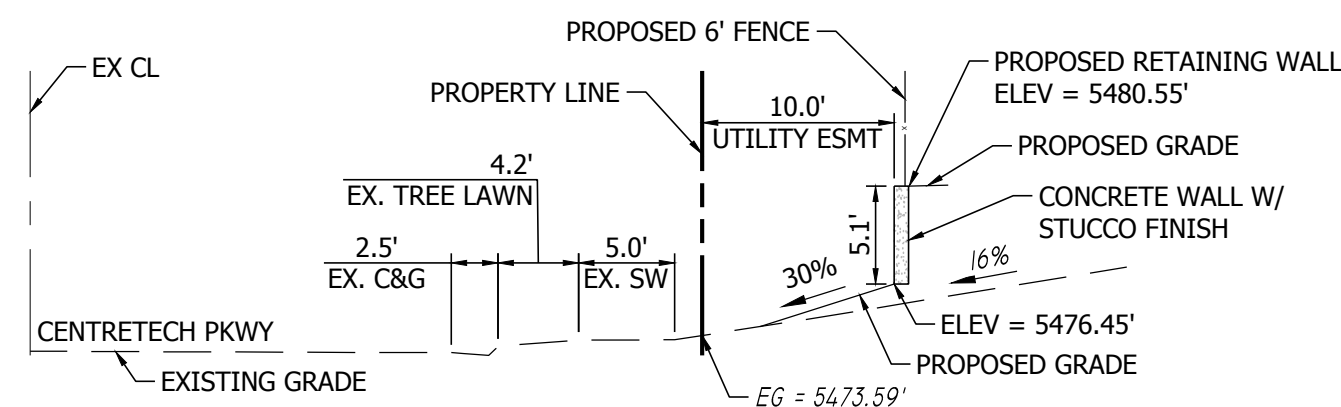 PROPOSED 6' FENCE
EX CL
PROPOSED RETAINING WALL
ELEV = 5480.55'
PROPERTY LINE
10.0'
UTILITY ESMT
PROPOSED GRADE
4.2'
EX. TREE LAWN
CONCRETE WALL W/
STUCCO FINISH
5.1'
2.5'
EX. C&G
5.0'
EX. SW
30%
16%
CENTRETECH PKWY
ELEV = 5476.45'
PROPOSED GRADE
EXISTING GRADE
EG = 5473.59'